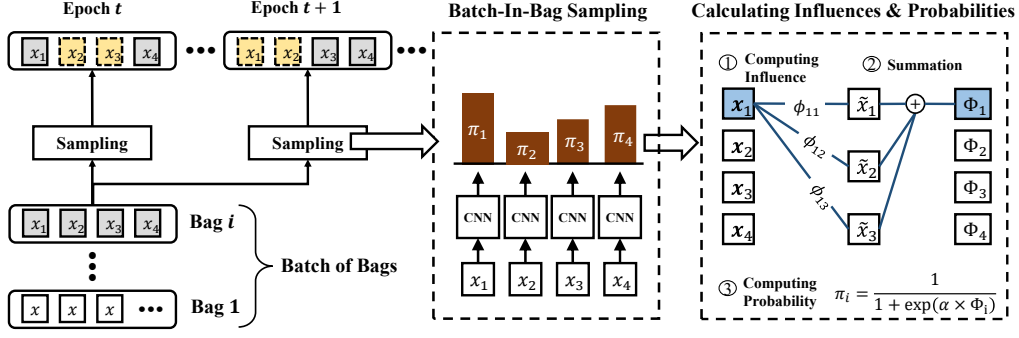 Epoch t
Epoch t + 1
x₁ x₂ x₃ x₄ ••• x₁ x₂ x₃ x₄ •••
Sampling
Sampling
x₁ x₂ x₃ x₄
Bag i
Batch of Bags
x x x •••
Bag 1
Batch-In-Bag Sampling
π₁ π₂ π₃ π₄
CNN CNN CNN CNN
x₁ x₂ x₃ x₄
Calculating Influences & Probabilities
① Computing Influence
② Summation
x₁ ϕ₁₁ x̃₁ + Φ₁
x₂ ϕ₁₂ x̃₂ Φ₂
x₃ ϕ₁₃ x̃₃ Φ₃
x₄ Φ₄
③ Computing Probability
πᵢ = 1 / (1 + exp(α × Φᵢ))